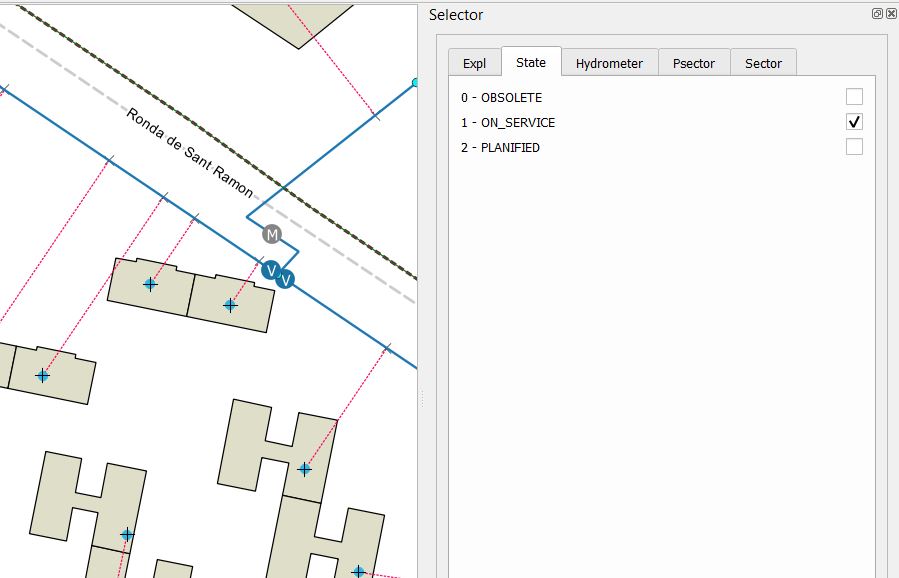 Selector
Expl State Hydrometer Psector Sector
0 - OBSOLETE
1 - ON_SERVICE
2 - PLANIFIED
Ronda de Sant Ramon
M
V V